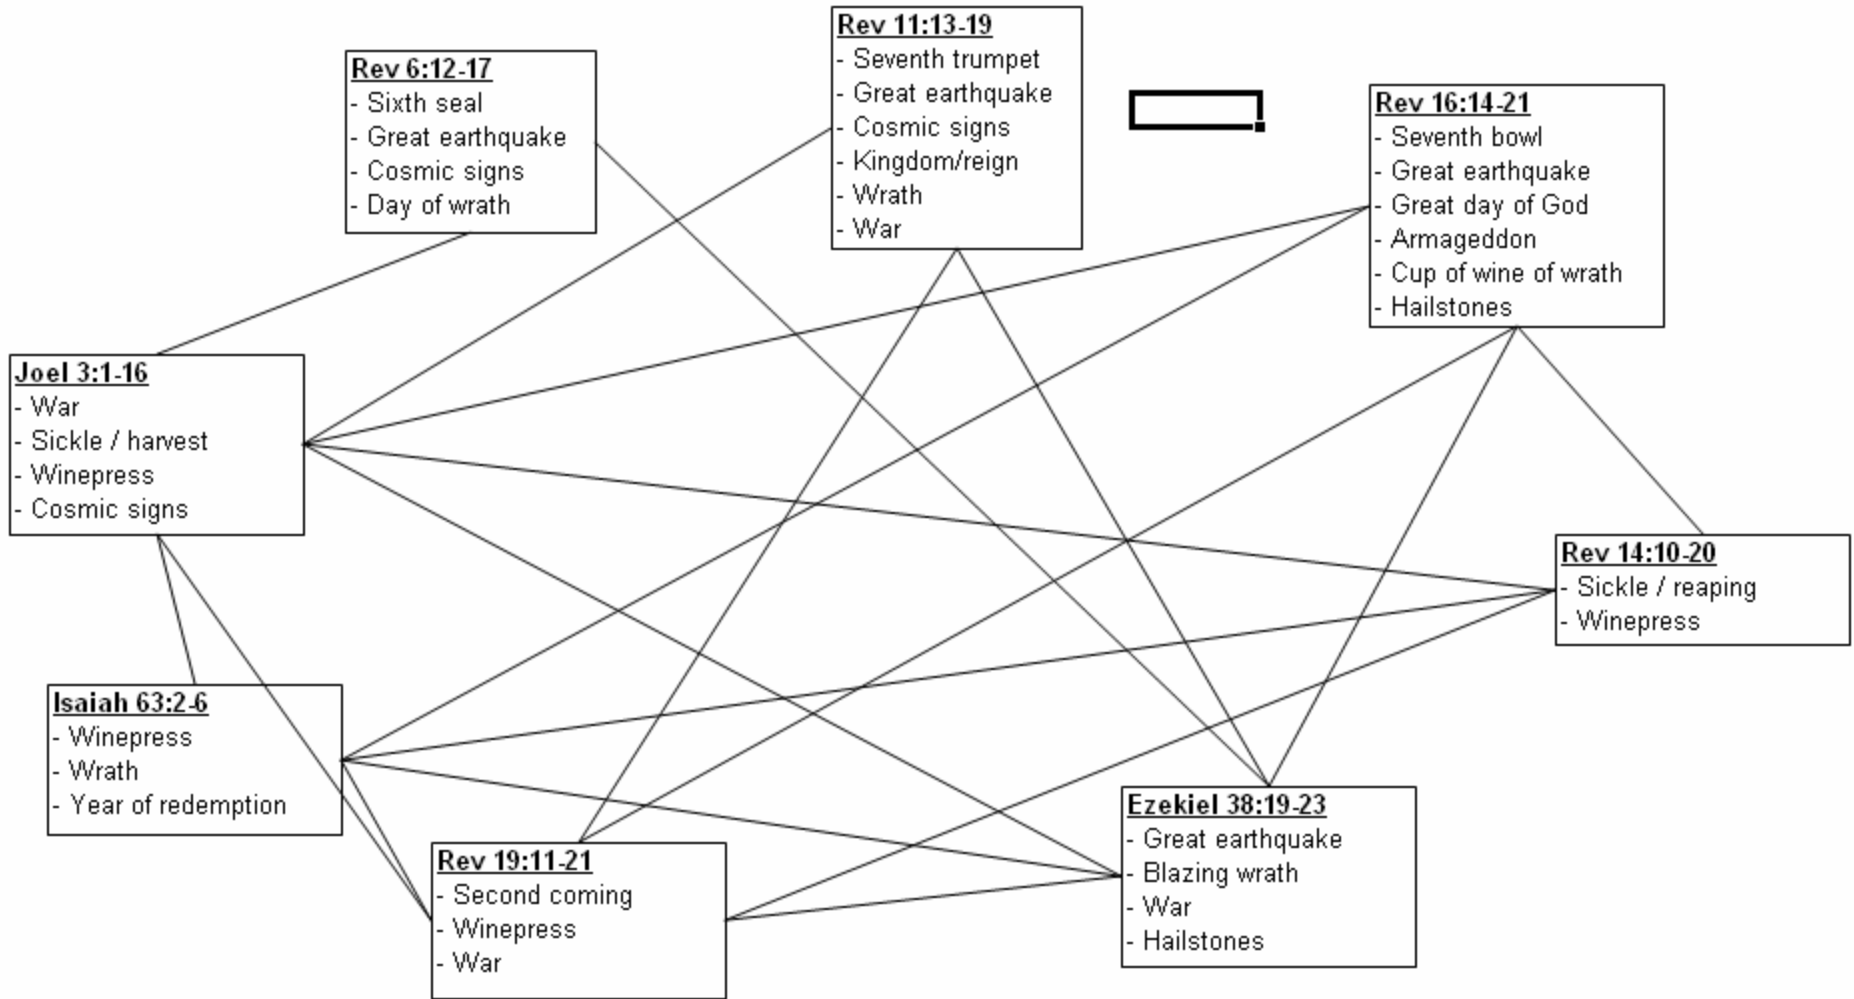 Rev 6:12-17
- Sixth seal
- Great earthquake
- Cosmic signs
- Day of wrath
Rev 11:13-19
- Seventh trumpet
- Great earthquake
- Cosmic signs
- Kingdom/reign
- Wrath
- War
Rev 16:14-21
- Seventh bowl
- Great earthquake
- Great day of God
- Armageddon
- Cup of wine of wrath
- Hailstones
Joel 3:1-16
- War
- Sickle / harvest
- Winepress
- Cosmic signs
Rev 14:10-20
- Sickle / reaping
- Winepress
Isaiah 63:2-6
- Winepress
- Wrath
- Year of redemption
Rev 19:11-21
- Second coming
- Winepress
- War
Ezekiel 38:19-23
- Great earthquake
- Blazing wrath
- War
- Hailstones